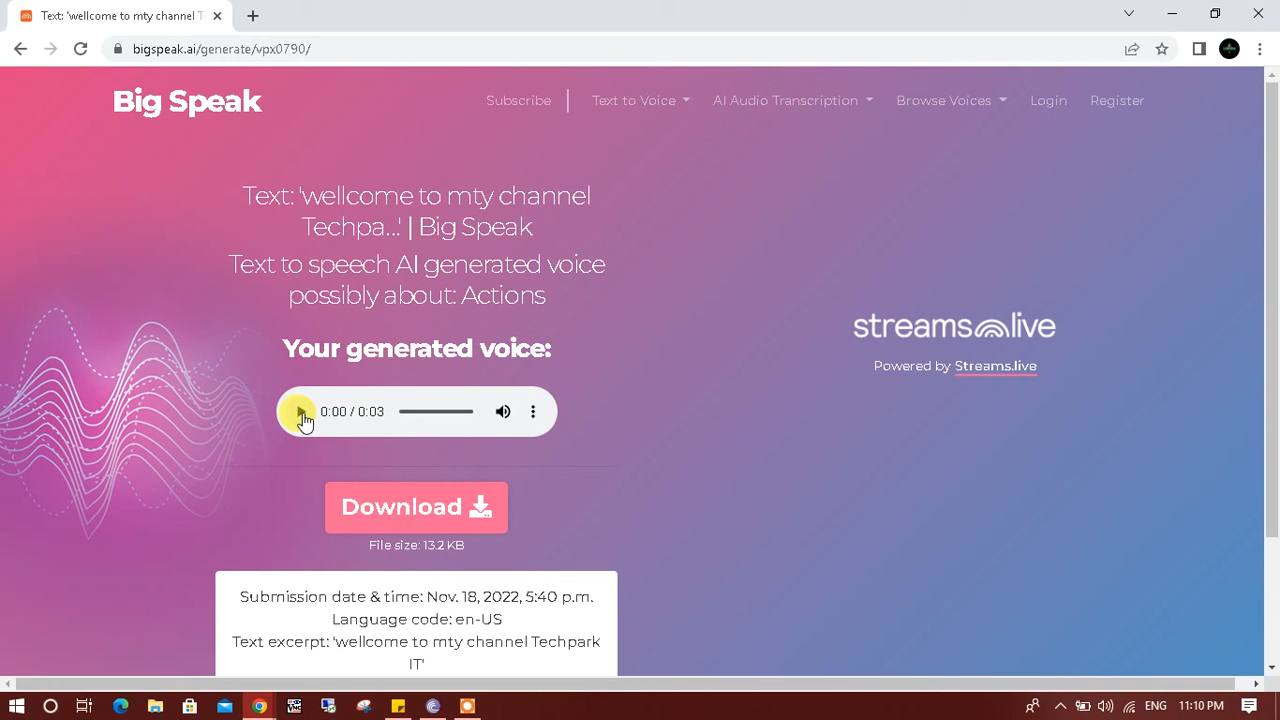 Text: 'wellcome to mty channel T
bigspeak.ai/generate/vpx0790/
Big Speak
Subscribe
Text to Voice
AI Audio Transcription
Browse Voices
Login
Register
Text: 'wellcome to mty channel
Techpa...' | Big Speak
Text to speech AI generated voice
possibly about: Actions
Your generated voice:
0:00 / 0:03
Download
File size: 13.2 KB
Submission date & time: Nov. 18, 2022, 5:40 p.m.
Language code: en-US
Text excerpt: 'wellcome to mty channel Techpark
IT'
streams.live
Powered by Streams.live
ENG
11:10 PM